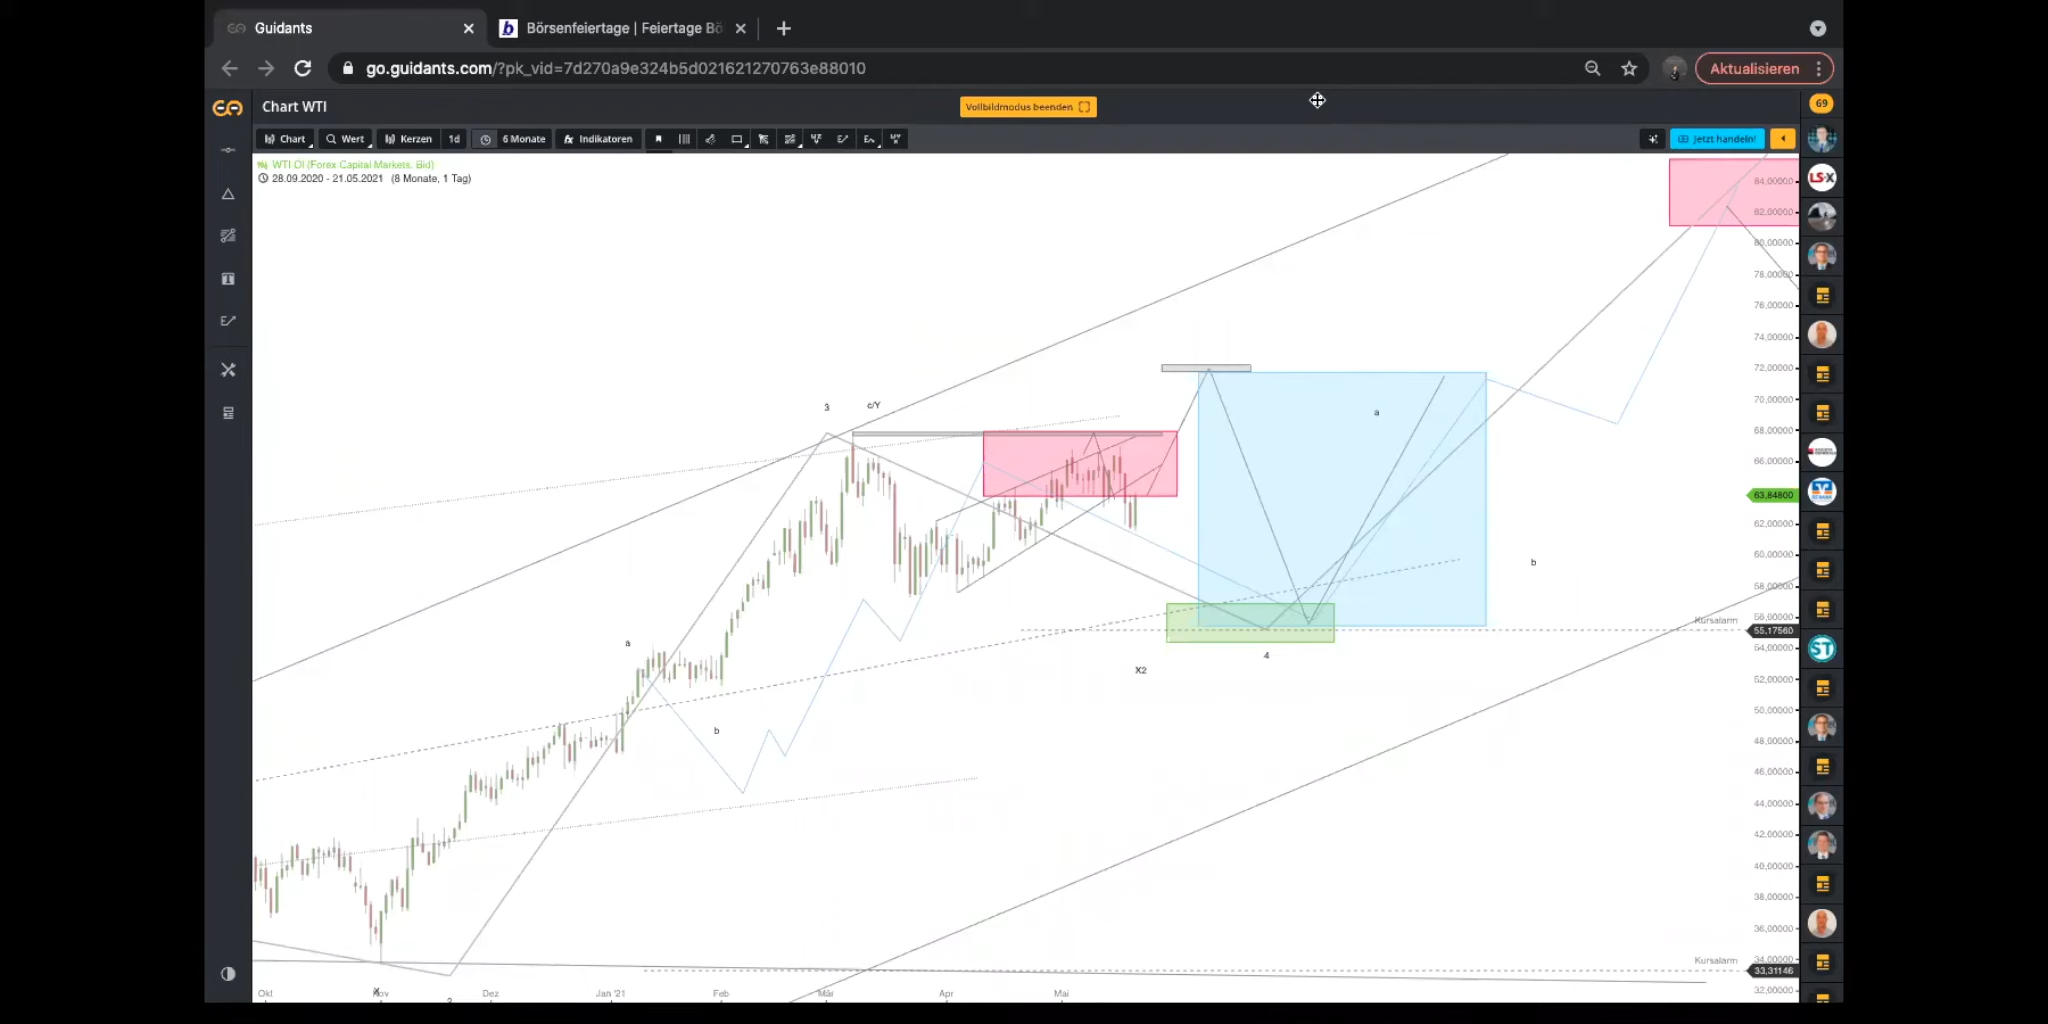 Guidants
Börsenfeiertage | Feiertage Bö
go.guidants.com/?pk_vid=7d270a9e324b5d021621270763e88010
Aktualisieren
Chart WTI
Vollbildmodus beenden
69
Chart
Wert
Kerzen
1d
6 Monate
fx Indikatoren
Jetzt handeln!
WTI Öl (Forex Capital Markets, Bid)
28.09.2020 - 21.05.2021 (8 Monate, 1 Tag)
84,00000
LS-X
82,00000
80,00000
78,00000
76,00000
74,00000
72,00000
70,00000
3
c/Y
a
68,00000
66,00000
63,84800
62,00000
60,00000
b
58,00000
56,00000
Kursalarm
55,17560
54,00000
a
4
X2
ST
52,00000
50,00000
b
48,00000
46,00000
44,00000
42,00000
40,00000
38,00000
36,00000
Kursalarm
34,00000
33,31146
32,00000
Okt
X
Nov
2
Dez
Jan '21
Feb
Mär
Apr
Mai